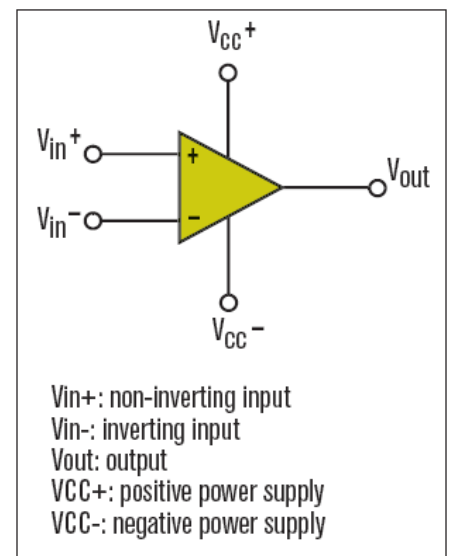 VCC+
Vin+
+
Vout
Vin-
-
VCC-
Vin+: non-inverting input
Vin-: inverting input
Vout: output
VCC+: positive power supply
VCC-: negative power supply